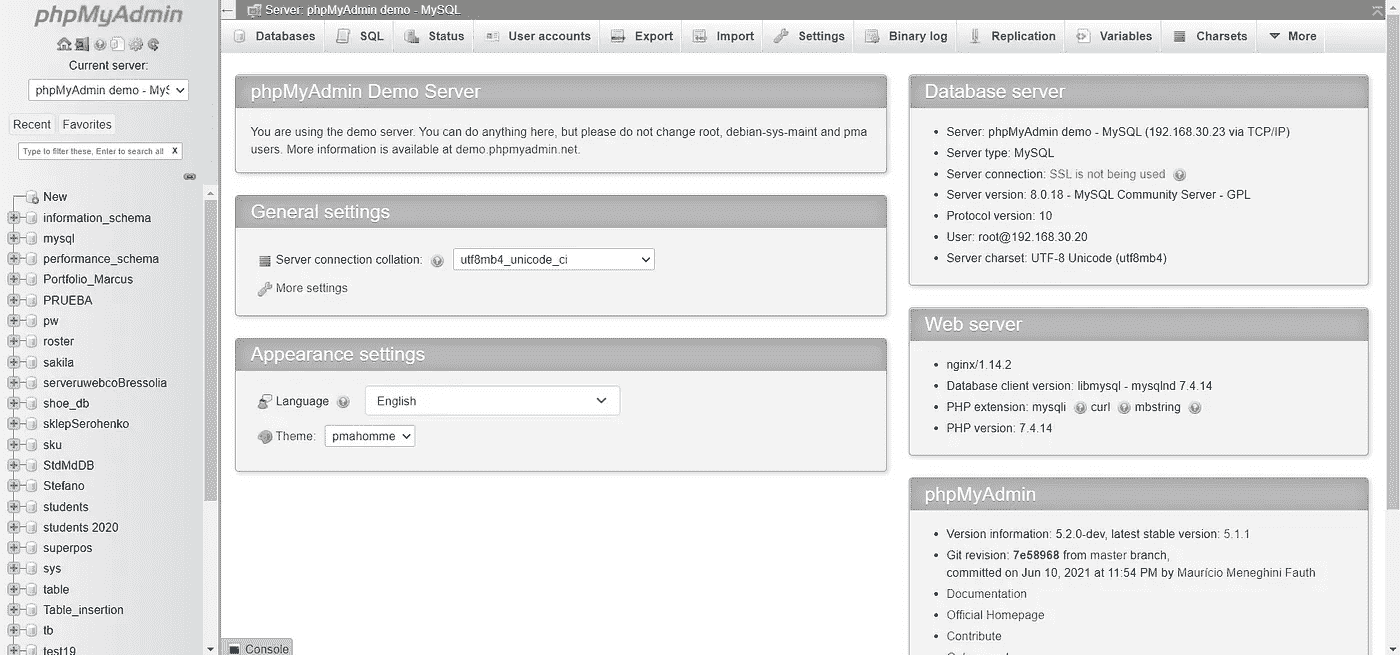 phpMyAdmin
Current server:
phpMyAdmin demo - MyS
Recent Favorites
Type to filter these, Enter to search all X
New
information_schema
mysql
performance_schema
Portfolio_Marcus
PRUEBA
pw
roster
sakila
serveruwebcoBressolia
shoe_db
sklepSerohenko
sku
StdMdDB
Stefano
students
students 2020
superpos
sys
table
Table_insertion
tb
test19
Server: phpMyAdmin demo - MySQL
Databases SQL Status User accounts Export Import Settings Binary log Replication Variables Charsets More
phpMyAdmin Demo Server
You are using the demo server. You can do anything here, but please do not change root, debian-sys-maint and pma
users. More information is available at demo.phpmyadmin.net.
General settings
Server connection collation: utf8mb4_unicode_ci
More settings
Appearance settings
Language English
Theme: pmahomme
Database server
Server: phpMyAdmin demo - MySQL (192.168.30.23 via TCP/IP)
Server type: MySQL
Server connection: SSL is not being used
Server version: 8.0.18 - MySQL Community Server - GPL
Protocol version: 10
User: root@192.168.30.20
Server charset: UTF-8 Unicode (utf8mb4)
Web server
nginx/1.14.2
Database client version: libmysql - mysqlnd 7.4.14
PHP extension: mysqli curl mbstring
PHP version: 7.4.14
phpMyAdmin
Version information: 5.2.0-dev, latest stable version: 5.1.1
Git revision: 7e58968 from master branch,
committed on Jun 10, 2021 at 11:54 PM by Maurício Meneghini Fauth
Documentation
Official Homepage
Contribute
Console